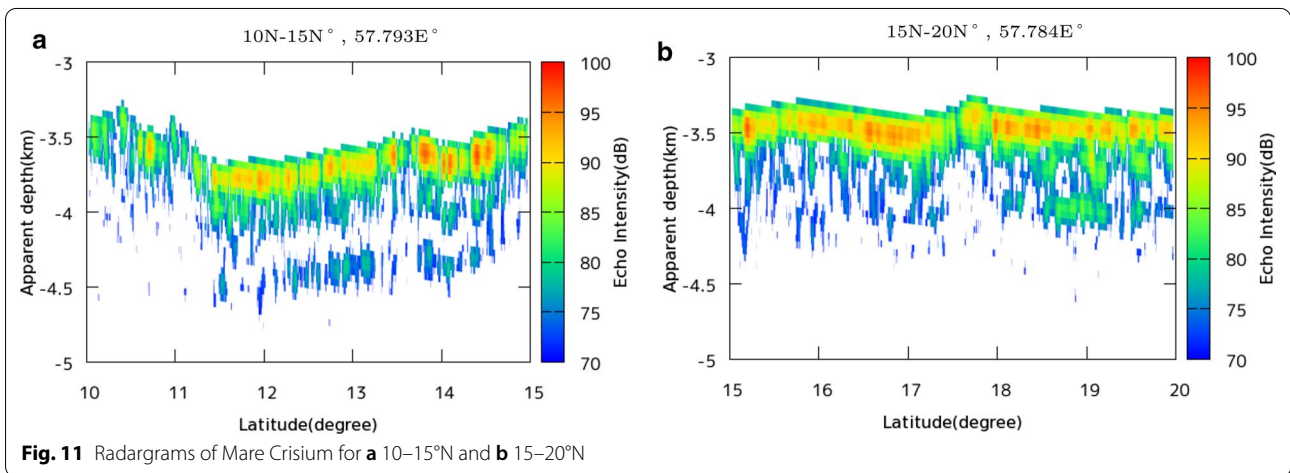 a
10N-15N° , 57.793E°
-3
-3.5
-4
-4.5
-5
Apparent depth(km)
10 11 12 13 14 15
Latitude(degree)
100
95
90
85
80
75
70
Echo Intensity(dB)
b
15N-20N° , 57.784E°
-3
-3.5
-4
-4.5
-5
Apparent depth(km)
15 16 17 18 19 20
Latitude(degree)
100
95
90
85
80
75
70
Echo Intensity(dB)
Fig. 11 Radargrams of Mare Crisium for a 10–15°N and b 15–20°N